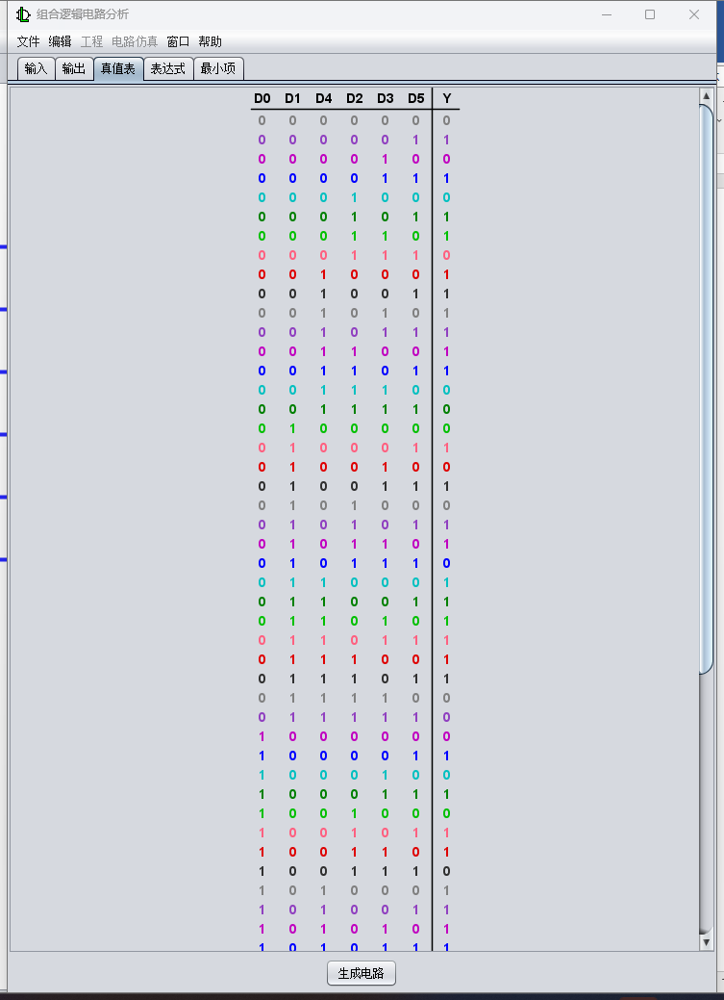 组合逻辑电路分析
文件 编辑 工程 电路仿真 窗口 帮助
输入 输出 真值表 表达式 最小项
D0 D1 D4 D2 D3 D5 Y
0 0 0 0 0 0 0
0 0 0 0 0 1 1
0 0 0 0 1 0 0
0 0 0 0 1 1 1
0 0 0 1 0 0 0
0 0 0 1 0 1 1
0 0 0 1 1 0 1
0 0 0 1 1 1 0
0 0 1 0 0 0 1
0 0 1 0 0 1 1
0 0 1 0 1 0 1
0 0 1 0 1 1 1
0 0 1 1 0 0 1
0 0 1 1 0 1 1
0 0 1 1 1 0 0
0 0 1 1 1 1 0
0 1 0 0 0 0 0
0 1 0 0 0 1 1
0 1 0 0 1 0 0
0 1 0 0 1 1 1
0 1 0 1 0 0 0
0 1 0 1 0 1 1
0 1 0 1 1 0 1
0 1 0 1 1 1 0
0 1 1 0 0 0 1
0 1 1 0 0 1 1
0 1 1 0 1 0 1
0 1 1 0 1 1 1
0 1 1 1 0 0 1
0 1 1 1 0 1 1
0 1 1 1 1 0 0
0 1 1 1 1 1 0
1 0 0 0 0 0 0
1 0 0 0 0 1 1
1 0 0 0 1 0 0
1 0 0 0 1 1 1
1 0 0 1 0 0 0
1 0 0 1 0 1 1
1 0 0 1 1 0 1
1 0 0 1 1 1 0
1 0 1 0 0 0 1
1 0 1 0 0 1 1
1 0 1 0 1 0 1
1 0 1 0 1 1 1
生成电路